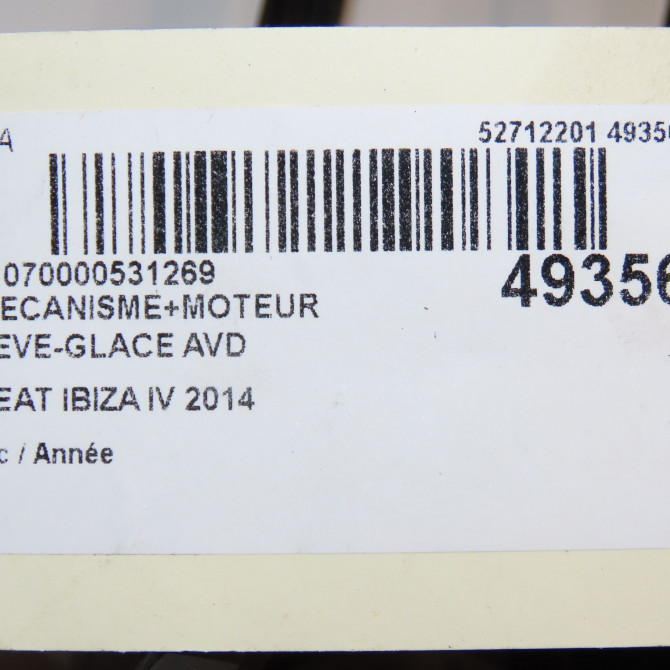 A
52712201 49356
070000531269
49356
ECANISME+MOTEUR
EVE-GLACE AVD
EAT IBIZA IV 2014
c / Année